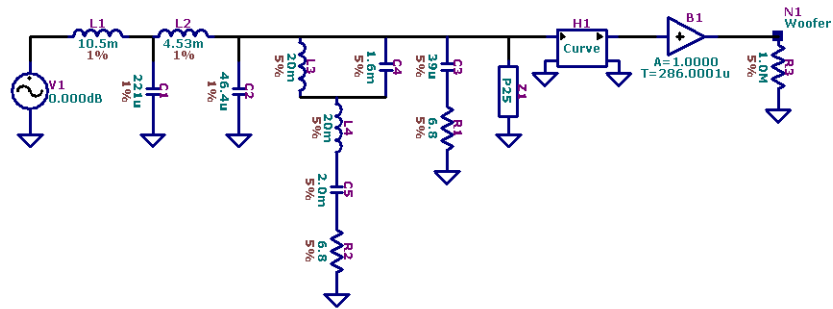 L1
10.5m
1%
L2
4.53m
1%
V1
0.000dB
C1
221u
1%
C2
46.4u
1%
L3
20m
5%
C4
1.6m
5%
C3
39u
5%
R1
6.8
5%
L4
20m
5%
C5
2.0m
5%
R2
6.8
5%
Z1
P25
H1
Curve
B1
A=1.0000
T=286.0001u
N1
Woofer
R3
1.0M
5%